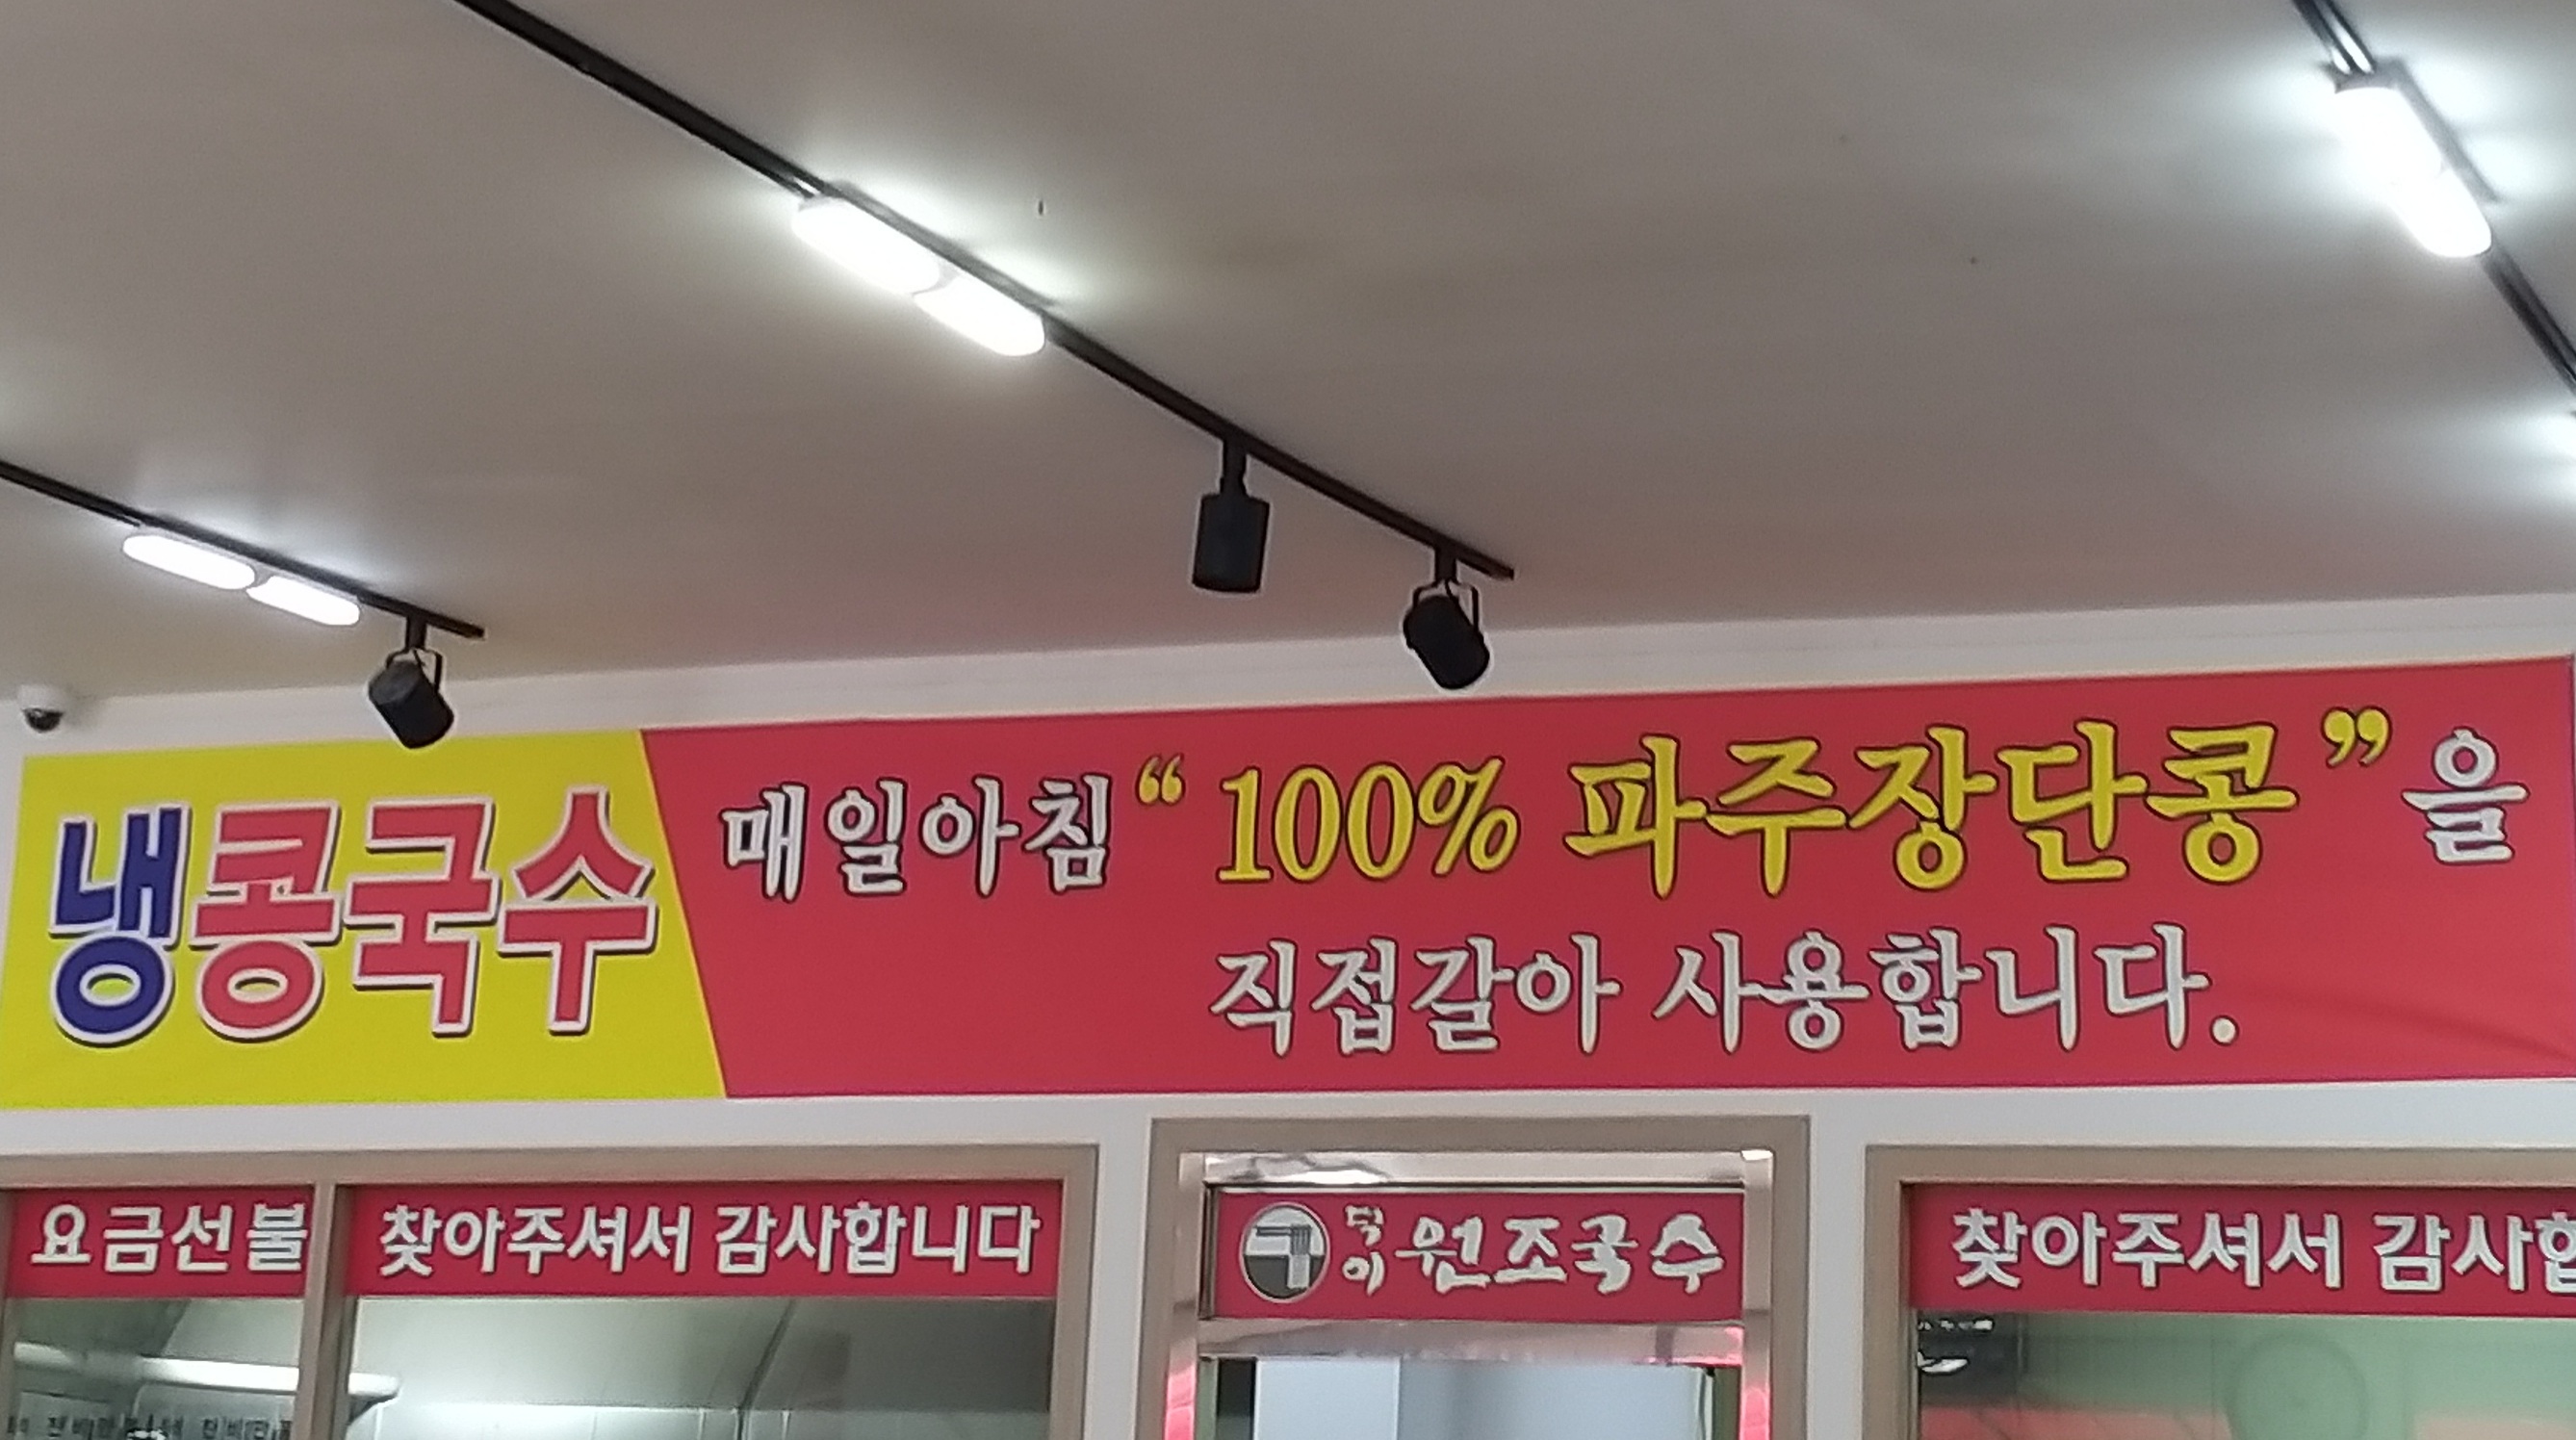 냉콩국수
매일아침 “ 100% 파주장단콩 ” 을
직접갈아 사용합니다.
요금선불
찾아주셔서 감사합니다
덕이 원조국수
찾아주셔서 감사합